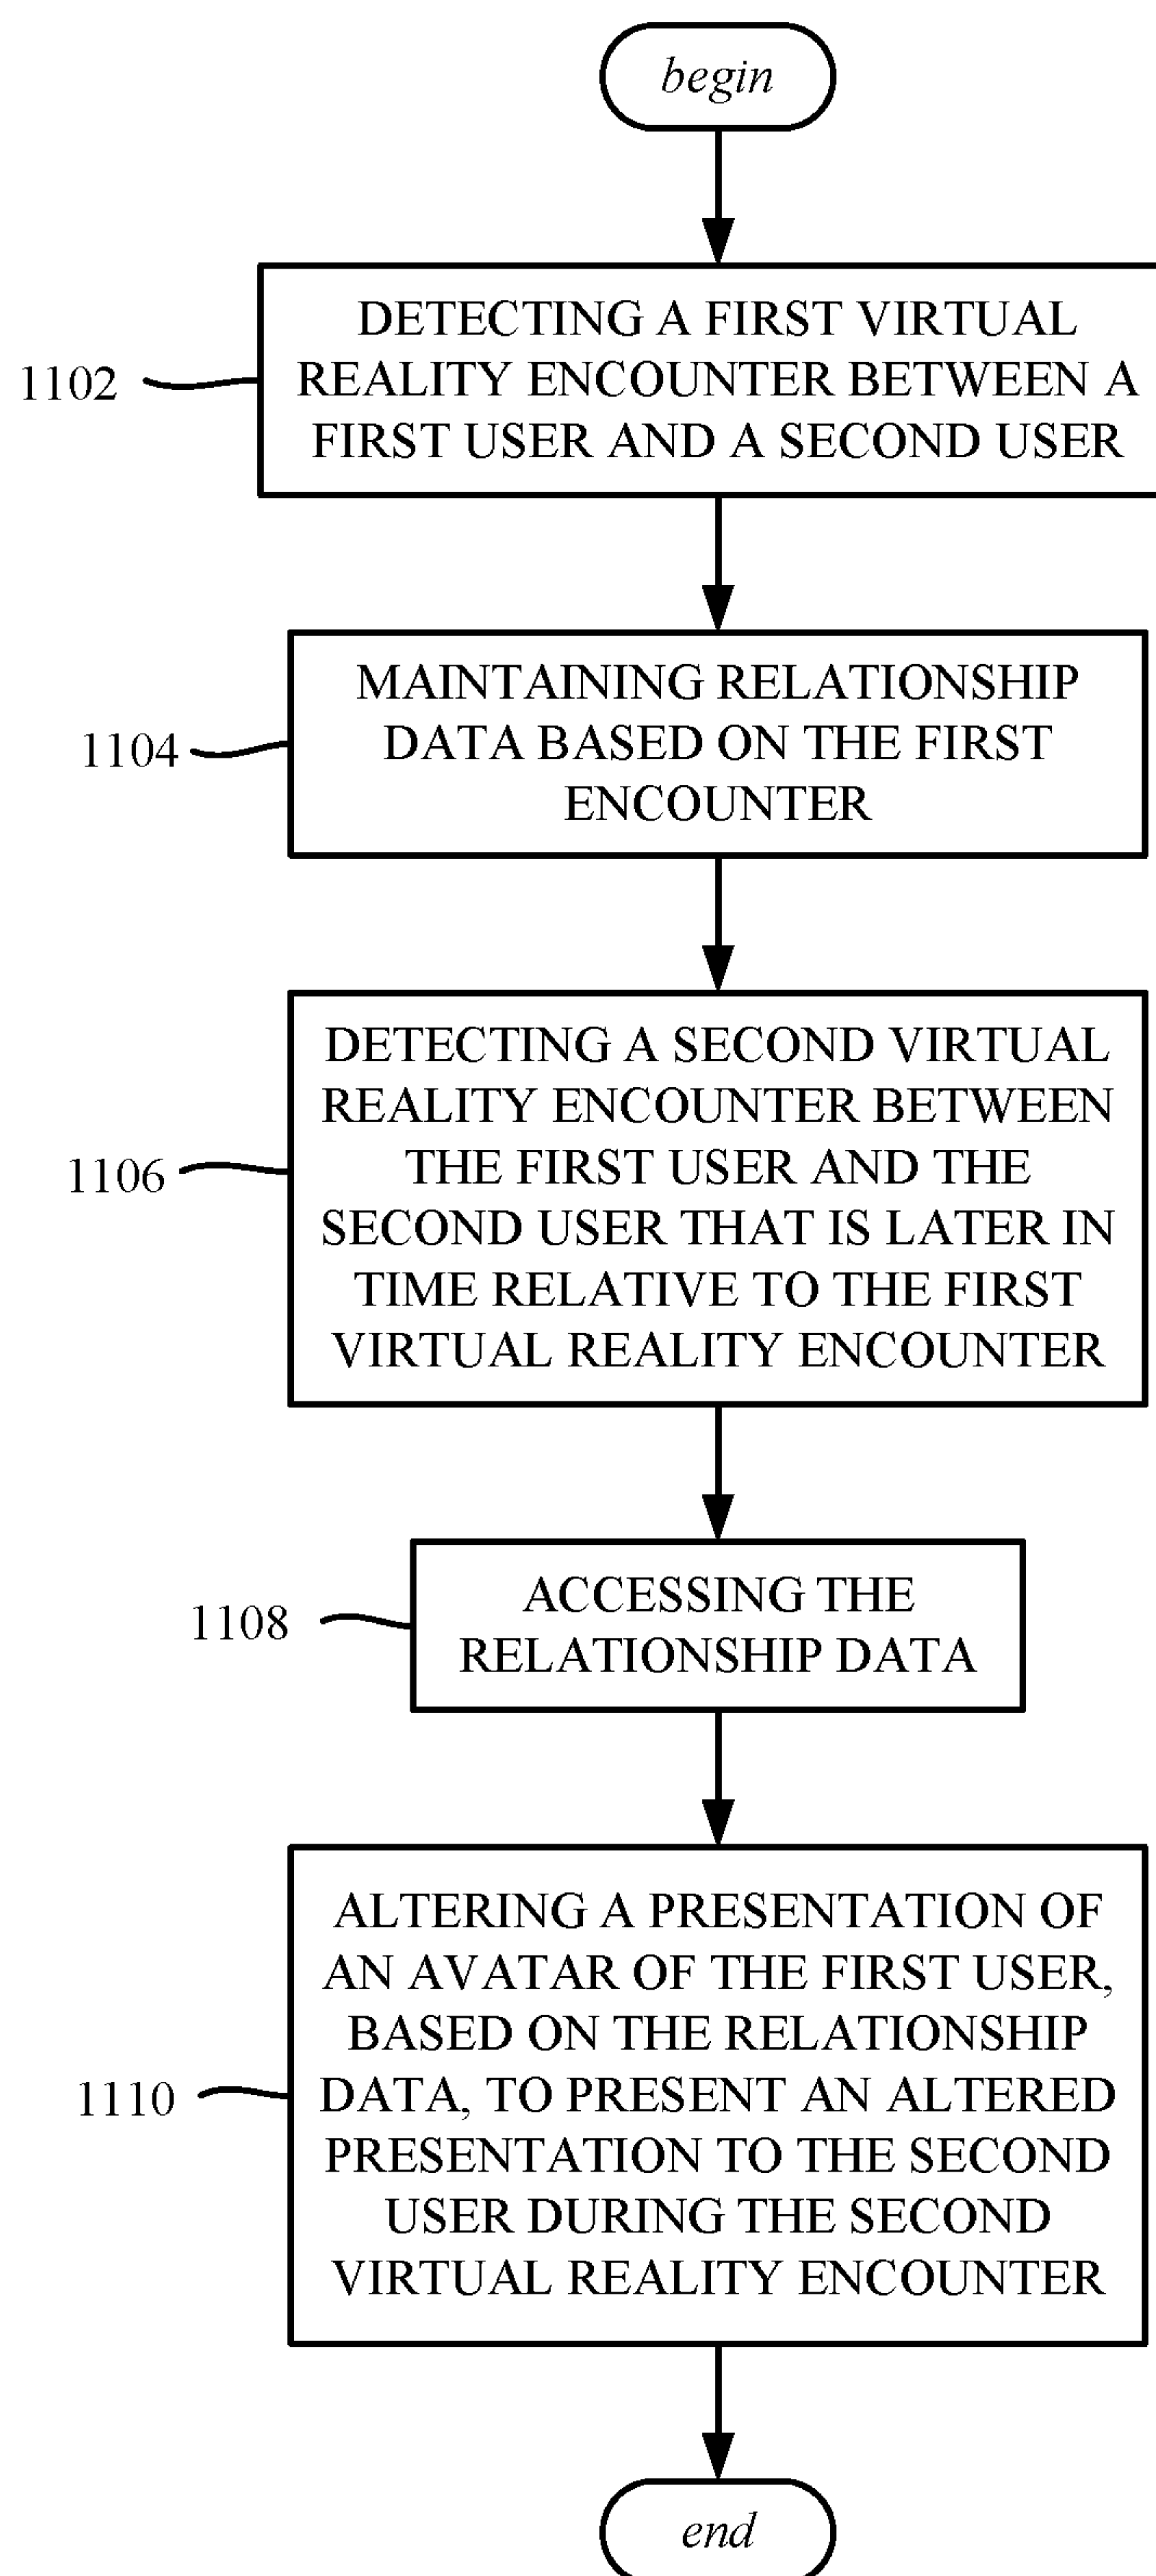 begin
DETECTING A FIRST VIRTUAL
REALITY ENCOUNTER BETWEEN A
FIRST USER AND A SECOND USER
1102
MAINTAINING RELATIONSHIP
DATA BASED ON THE FIRST
ENCOUNTER
1104
DETECTING A SECOND VIRTUAL
REALITY ENCOUNTER BETWEEN
THE FIRST USER AND THE
SECOND USER THAT IS LATER IN
TIME RELATIVE TO THE FIRST
VIRTUAL REALITY ENCOUNTER
1106
ACCESSING THE
RELATIONSHIP DATA
1108
ALTERING A PRESENTATION OF
AN AVATAR OF THE FIRST USER,
BASED ON THE RELATIONSHIP
DATA, TO PRESENT AN ALTERED
PRESENTATION TO THE SECOND
USER DURING THE SECOND
VIRTUAL REALITY ENCOUNTER
1110
end